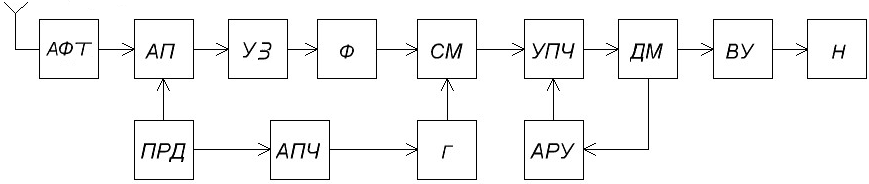 АФТ АП УЗ Ф СМ УПЧ ДМ ВУ Н
ПРД АПЧ Г АРУ